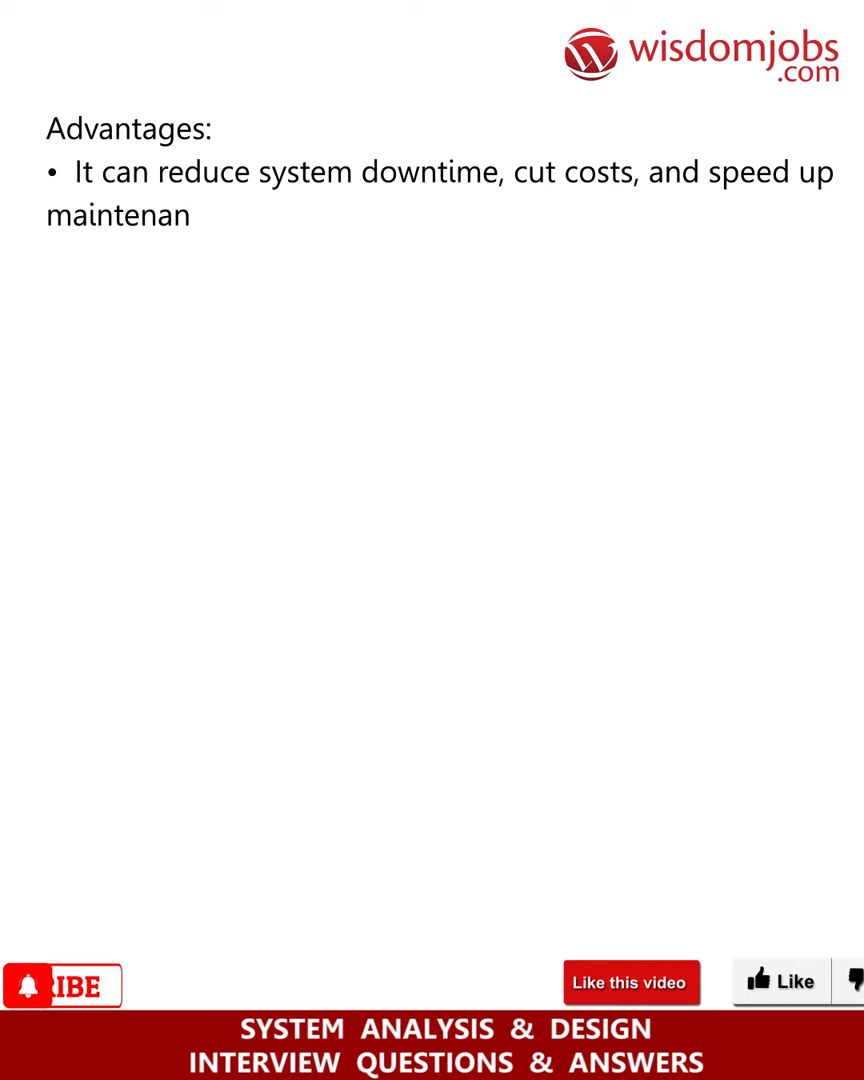 wisdomjobs
.com
Advantages:
• It can reduce system downtime, cut costs, and speed up
maintenan
RIBE
Like this video
Like
SYSTEM ANALYSIS & DESIGN
INTERVIEW QUESTIONS & ANSWERS